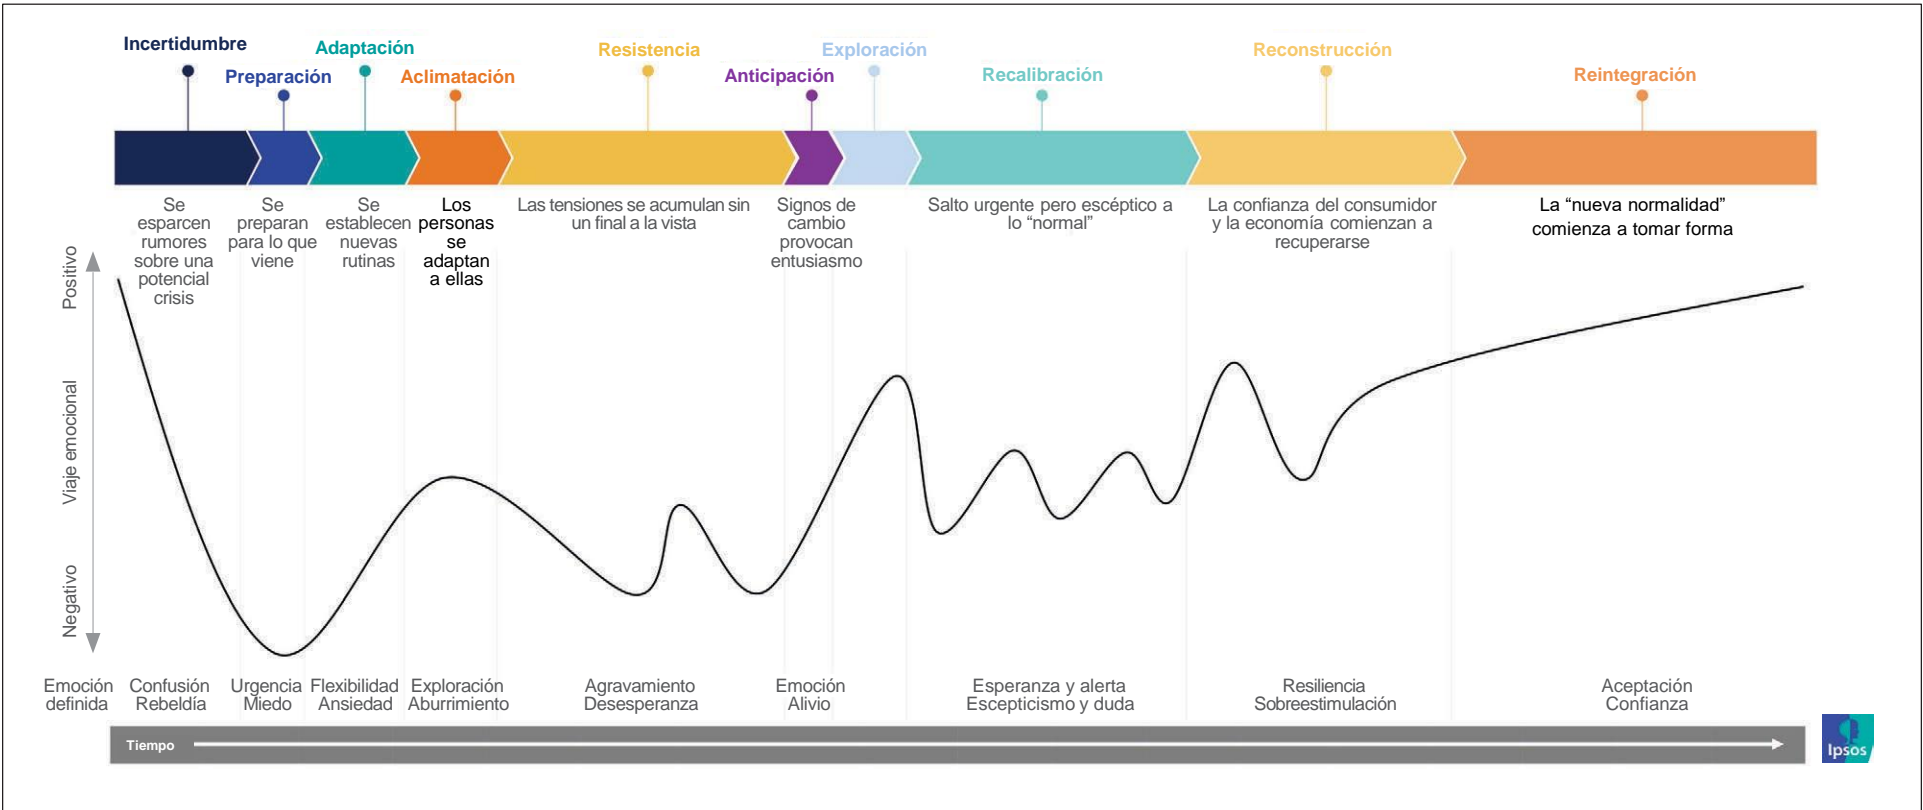 Incertidumbre
Preparación
Adaptación
Aclimatación
Resistencia
Anticipación
Exploración
Recalibración
Reconstrucción
Reintegración
Se
esparcen
rumores
sobre una
potencial
crisis
Se
preparan
para lo que
viene
Se
establecen
nuevas
rutinas
Los
personas
se
adaptan
a ellas
Las tensiones se acumulan sin
un final a la vista
Signos de
cambio
provocan
entusiasmo
Salto urgente pero escéptico a
lo “normal”
La confianza del consumidor
y la economía comienzan a
recuperarse
La “nueva normalidad”
comienza a tomar forma
Positivo
Viaje emocional
Negativo
Emoción
definida
Confusión
Rebeldía
Urgencia
Miedo
Flexibilidad
Ansiedad
Exploración
Aburrimiento
Agravamiento
Desesperanza
Emoción
Alivio
Esperanza y alerta
Escepticismo y duda
Resiliencia
Sobreestimulación
Aceptación
Confianza
Tiempo
Ipsos